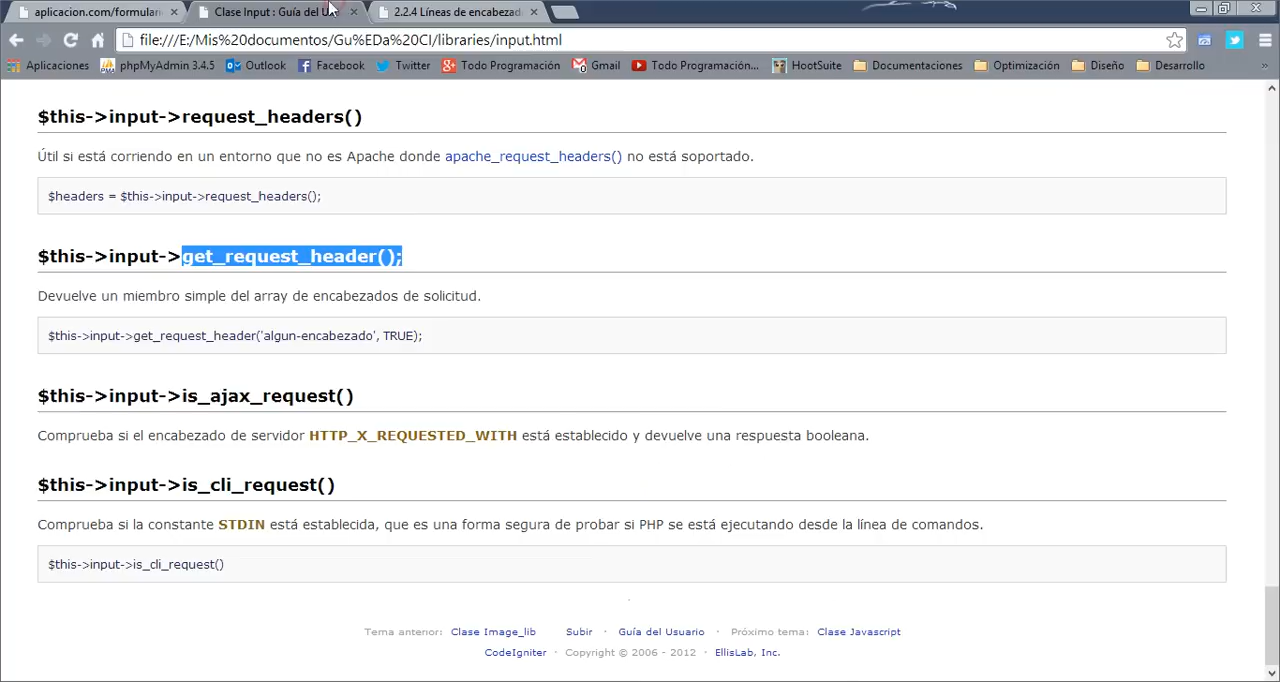 aplicacion.com/formulari
Clase Input : Guía del U
2.2.4 Líneas de encabezad
file:///E:/Mis%20documentos/Gu%EDa%20CI/libraries/input.html
Aplicaciones phpMyAdmin 3.4.5 Outlook Facebook Twitter Todo Programación Gmail Todo Programación... HootSuite Documentaciones Optimización Diseño Desarrollo »
$this->input->request_headers()
Útil si está corriendo en un entorno que no es Apache donde apache_request_headers() no está soportado.
$headers = $this->input->request_headers();
$this->input->get_request_header();
Devuelve un miembro simple del array de encabezados de solicitud.
$this->input->get_request_header('algun-encabezado', TRUE);
$this->input->is_ajax_request()
Comprueba si el encabezado de servidor HTTP_X_REQUESTED_WITH está establecido y devuelve una respuesta booleana.
$this->input->is_cli_request()
Comprueba si la constante STDIN está establecida, que es una forma segura de probar si PHP se está ejecutando desde la línea de comandos.
$this->input->is_cli_request()
Tema anterior: Clase Image_lib Subir · Guía del Usuario · Próximo tema: Clase Javascript
CodeIgniter · Copyright © 2006 - 2012 · EllisLab, Inc.